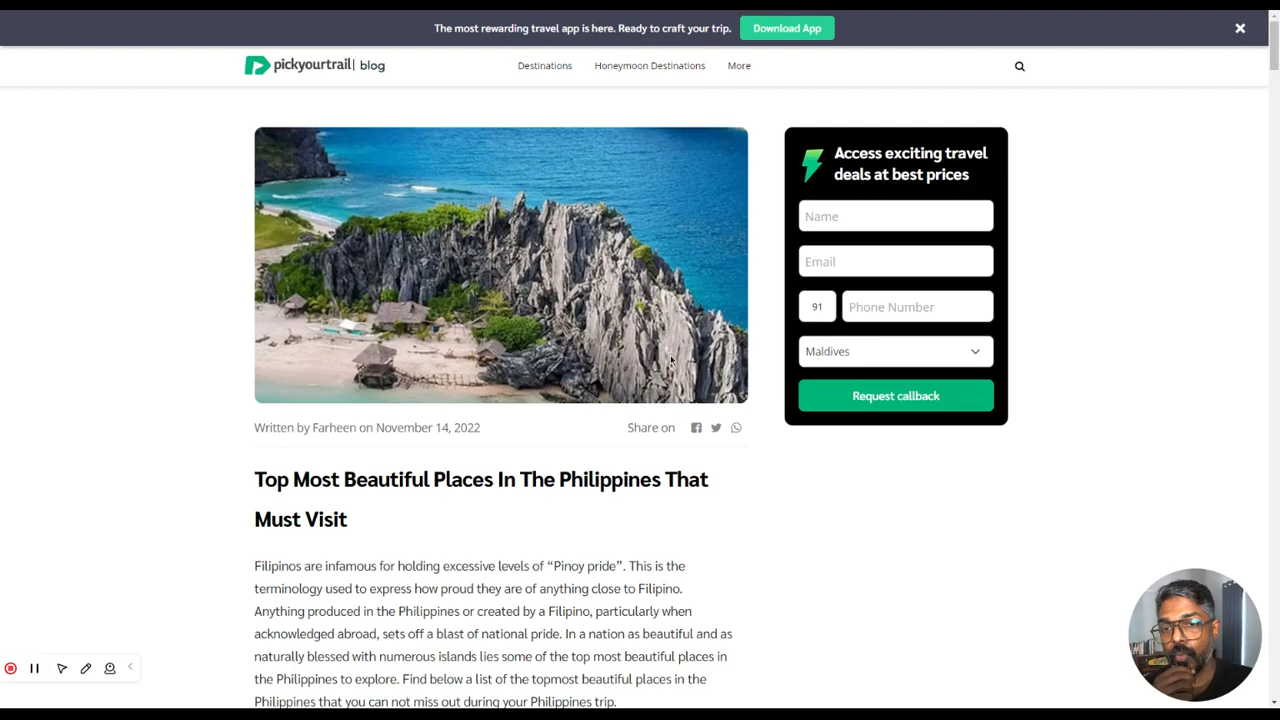 The most rewarding travel app is here. Ready to craft your trip.
Download App
pickyourtrail| blog
Destinations
Honeymoon Destinations
More
Access exciting travel
deals at best prices
Name
Email
91
Phone Number
Maldives
Request callback
Written by Farheen on November 14, 2022
Share on
Top Most Beautiful Places In The Philippines That
Must Visit
Filipinos are infamous for holding excessive levels of “Pinoy pride”. This is the
terminology used to express how proud they are of anything close to Filipino.
Anything produced in the Philippines or created by a Filipino, particularly when
acknowledged abroad, sets off a blast of national pride. In a nation as beautiful and as
naturally blessed with numerous islands lies some of the top most beautiful places in
the Philippines to explore. Find below a list of the topmost beautiful places in the
Philippines that you can not miss out during your Philippines trip.